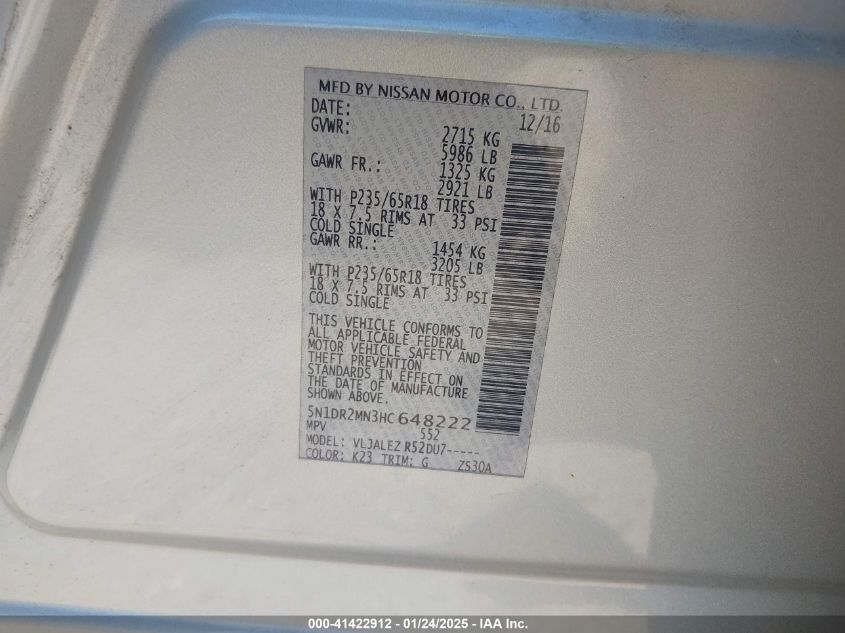 MFD BY NISSAN MOTOR CO., LTD.
DATE: 12/16
GVWR: 2715 KG
5986 LB
GAWR FR.: 1325 KG
2921 LB
WITH P235/65R18 TIRES
18 X 7.5 RIMS AT 33 PSI
COLD SINGLE
GAWR RR.: 1454 KG
3205 LB
WITH P235/65R18 TIRES
18 X 7.5 RIMS AT 33 PSI
COLD SINGLE
THIS VEHICLE CONFORMS TO
ALL APPLICABLE FEDERAL
MOTOR VEHICLE SAFETY AND
THEFT PREVENTION
STANDARDS IN EFFECT ON
THE DATE OF MANUFACTURE
SHOWN ABOVE.
5N1DR2MN3HC648222
MPV 552
MODEL: VLJALEZ R52DU7-----
COLOR: K23 TRIM: G ZS30A
000-41422912 - 01/24/2025 - IAA Inc.